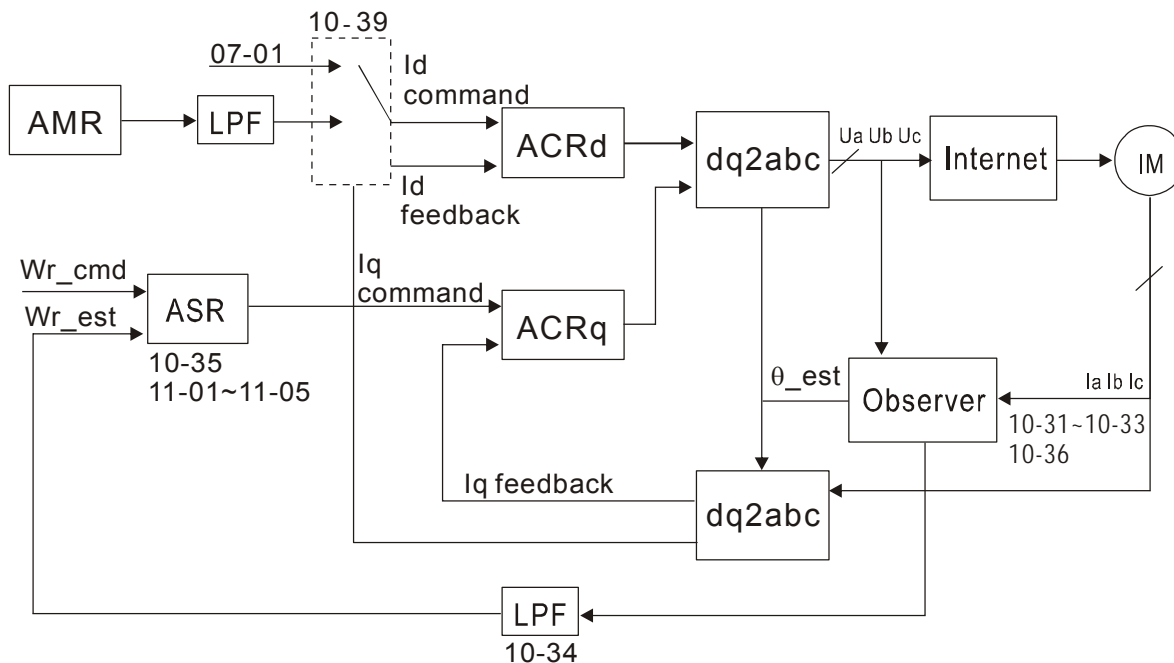 10-39
07-01
Id
command
AMR
LPF
ACRd
dq2abc
Ua Ub Uc
Internet
IM
Id
feedback
Wr_cmd
Iq
command
ASR
ACRq
Wr_est
10-35
11-01~11-05
θ_est
Observer
Ia Ib Ic
10-31~10-33
10-36
Iq feedback
dq2abc
LPF
10-34